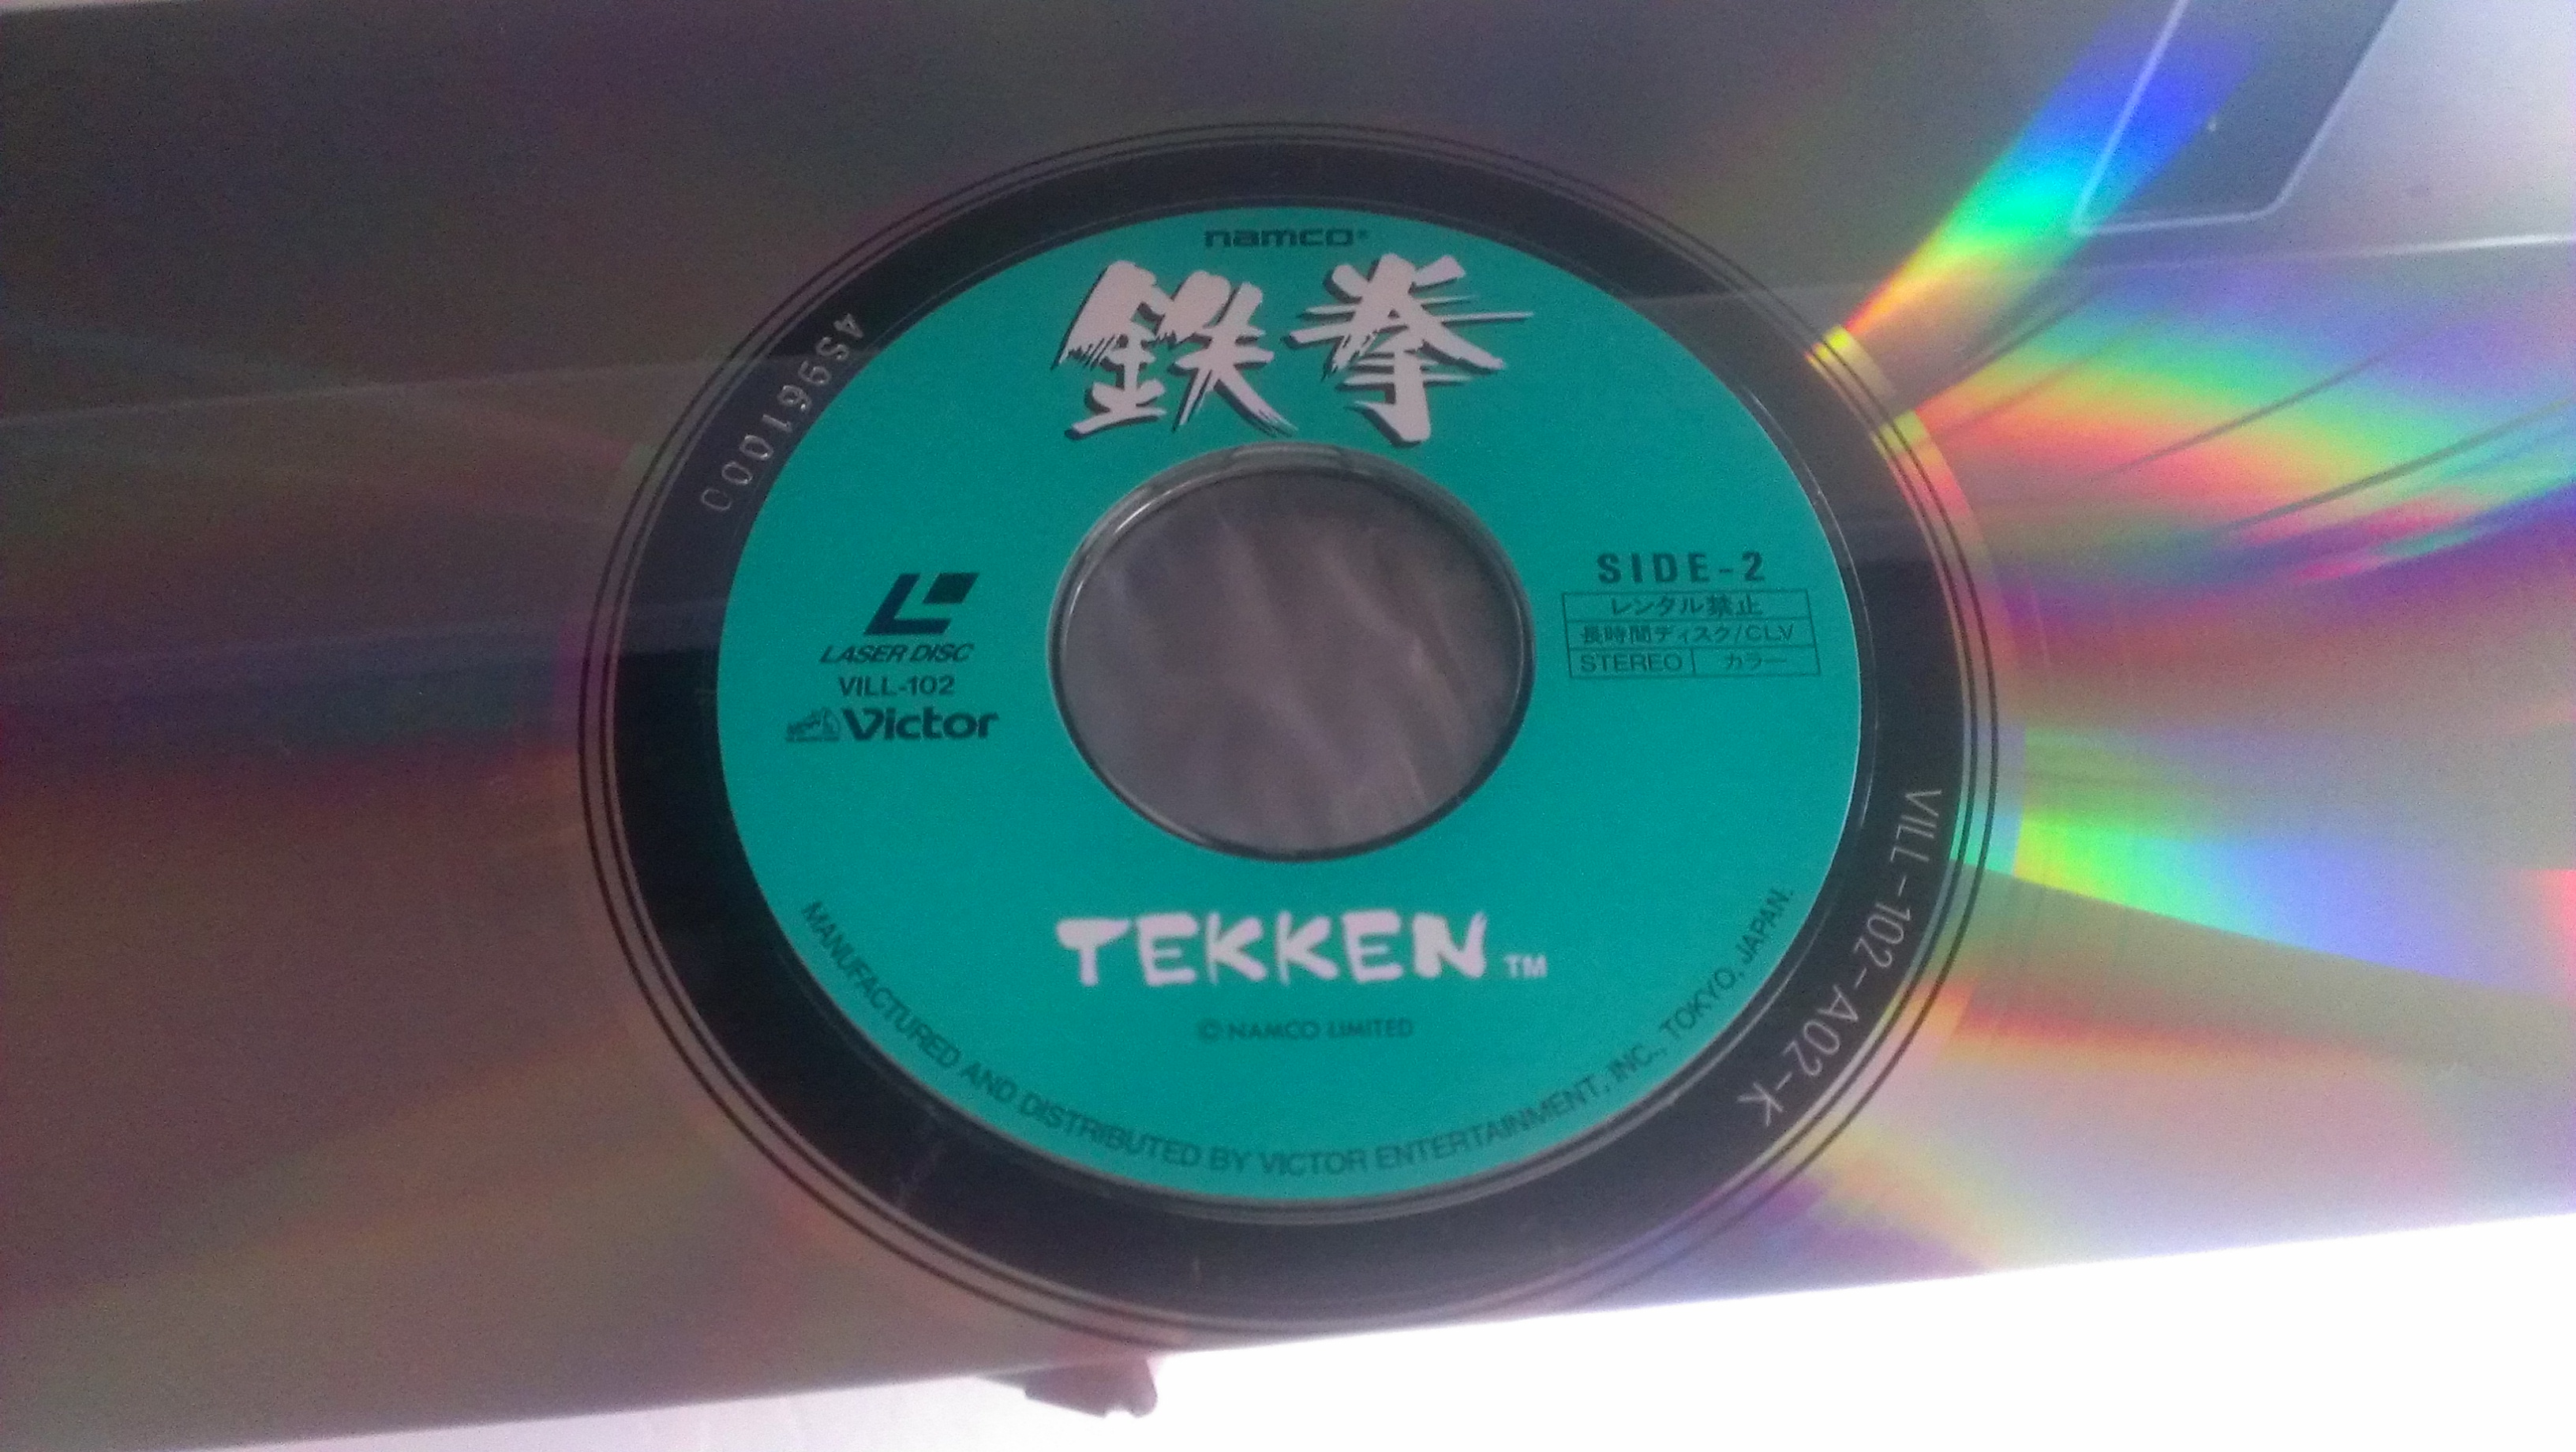 namco®
鉄拳
4S9610000
SIDE-2
レンタル禁止
長時間ディスク/CLV
STEREO カラー
LASER DISC
VILL-102
Victor
TEKKEN TM
© NAMCO LIMITED
MANUFACTURED AND DISTRIBUTED BY VICTOR ENTERTAINMENT, INC., TOKYO, JAPAN.
VILL-102-A02-K